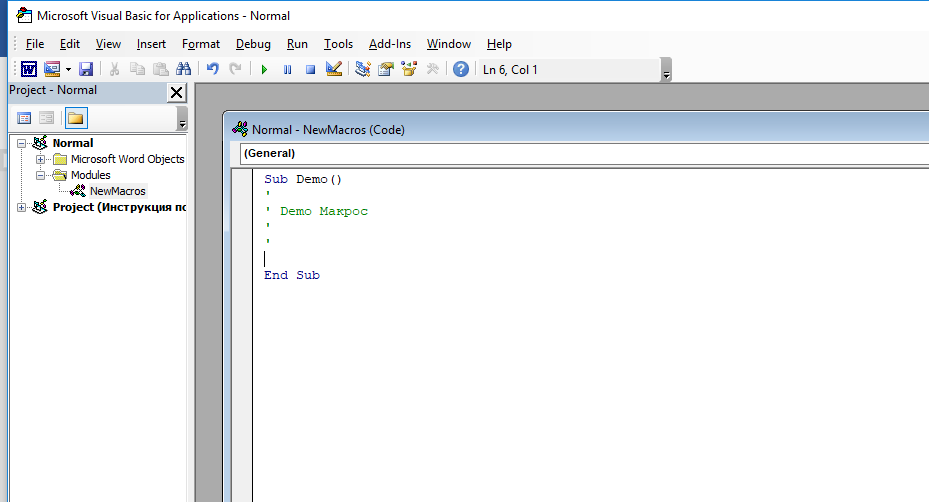 Microsoft Visual Basic for Applications - Normal
File Edit View Insert Format Debug Run Tools Add-Ins Window Help
Ln 6, Col 1
Project - Normal
Normal
Microsoft Word Objects
Modules
NewMacros
Project (Инструкция по
Normal - NewMacros (Code)
(General)
Sub Demo()
'
' Demo Макрос
'
'
End Sub